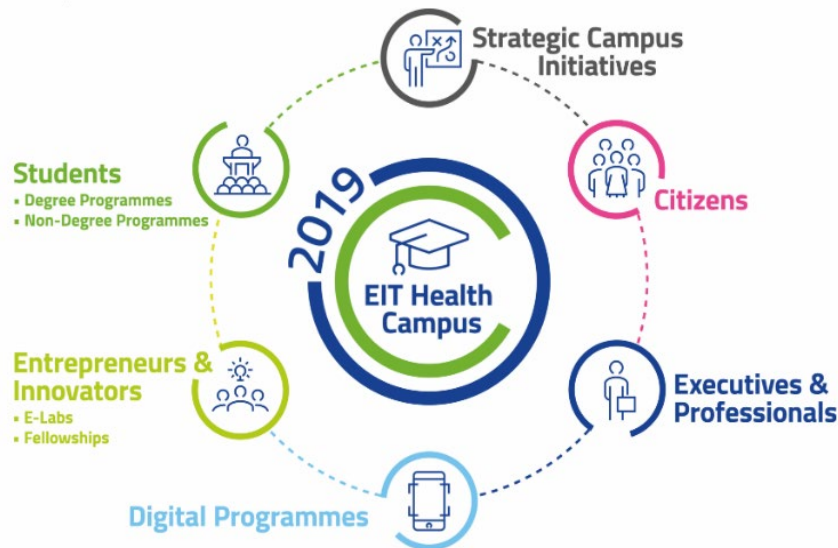 Strategic Campus
Initiatives
Citizens
Executives &
Professionals
Digital Programmes
Entrepreneurs &
Innovators
• E-Labs
• Fellowships
Students
• Degree Programmes
• Non-Degree Programmes
2019
EIT Health
Campus